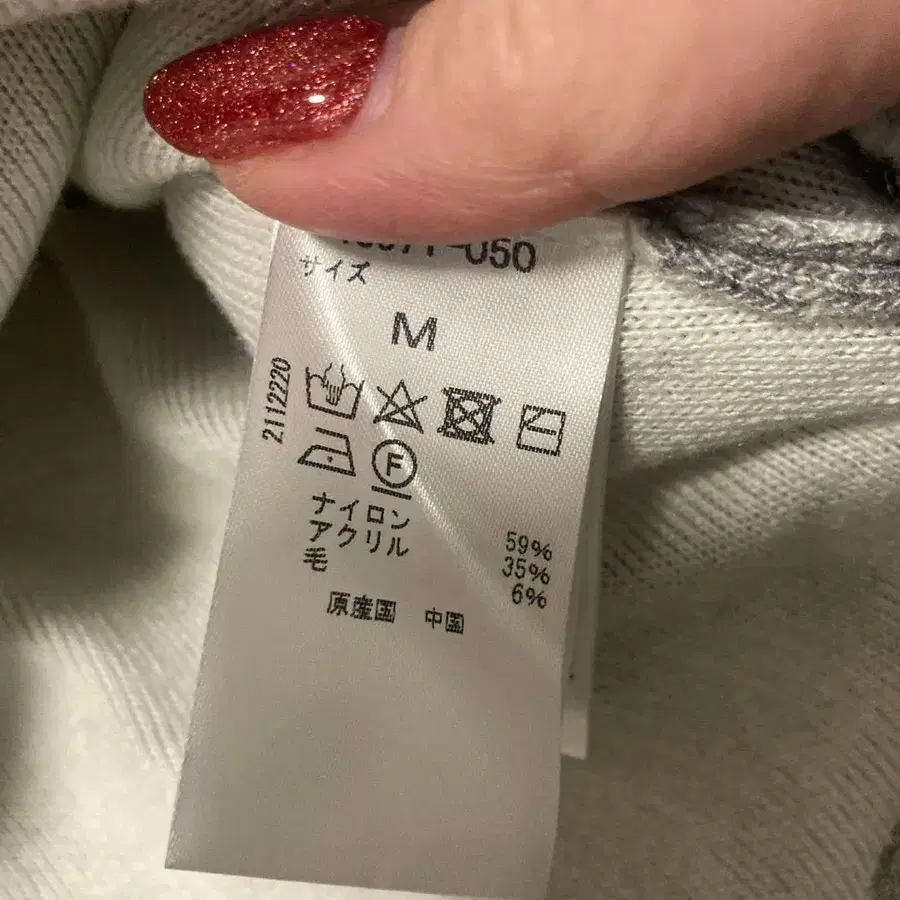 -050
サイズ
M
2112220
F
ナイロン 59%
アクリル 35%
毛 6%
原産国 中国